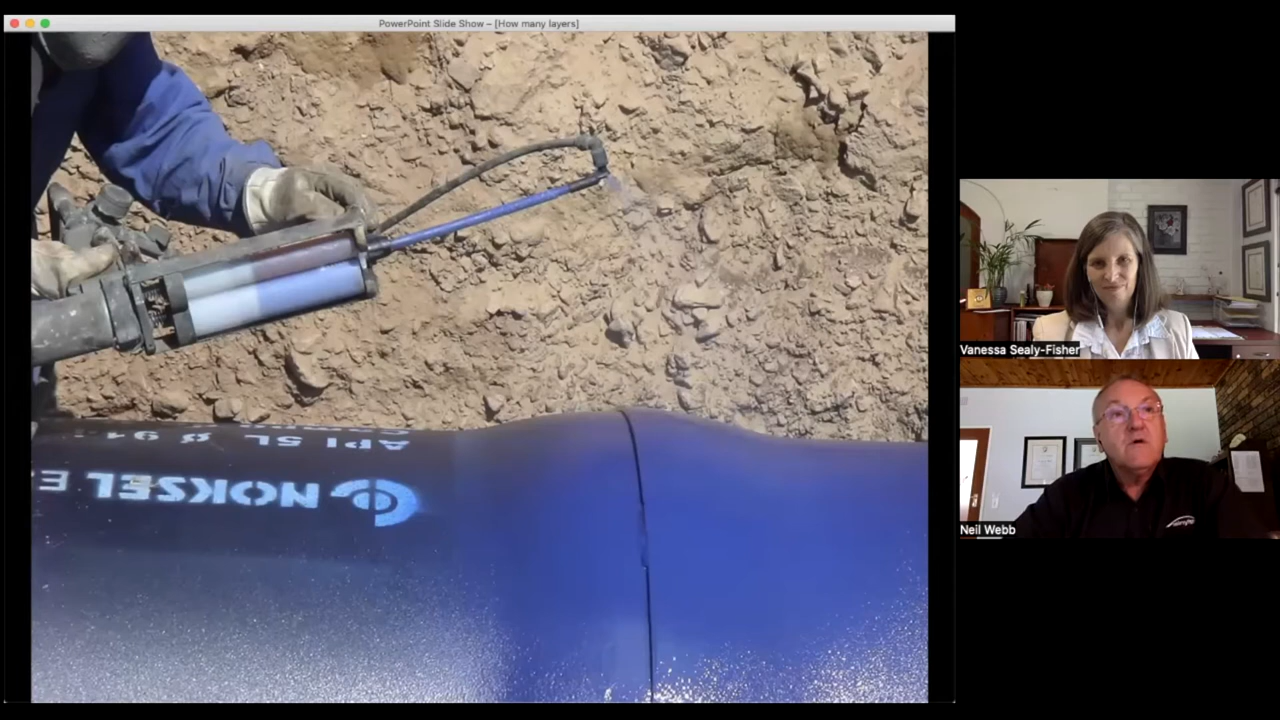 PowerPoint Slide Show – [How many layers]
API 5L
NOKSEL
Vanessa Sealy-Fisher
Neil Webb